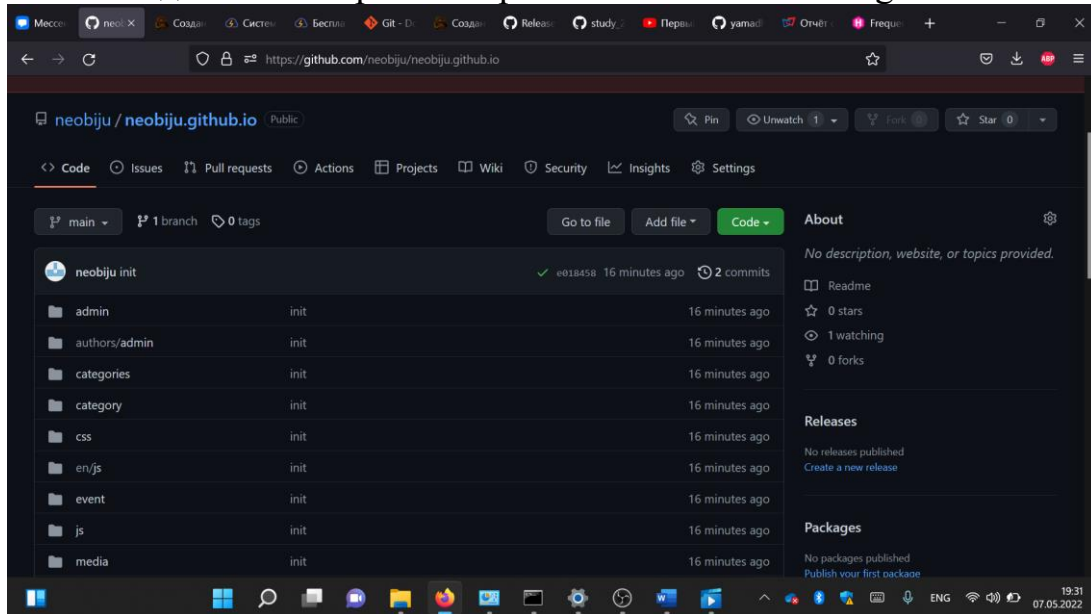 Мессен
neob
Создан
Систем
Беспла
Git - Do
Создан
Release
study_2
Первы
yamad
Отчёт
Freque
https://github.com/neobiju/neobiju.github.io
ABP
neobiju / neobiju.github.io Public
Pin
Unwatch 1
Fork 0
Star 0
Code
Issues
Pull requests
Actions
Projects
Wiki
Security
Insights
Settings
main
1 branch
0 tags
Go to file
Add file
Code
About
No description, website, or topics provided.
neobiju init
e018458 16 minutes ago
2 commits
Readme
admin init 16 minutes ago
0 stars
authors/admin init 16 minutes ago
1 watching
0 forks
categories init 16 minutes ago
category init 16 minutes ago
Releases
css init 16 minutes ago
No releases published
Create a new release
en/js init 16 minutes ago
event init 16 minutes ago
js init 16 minutes ago
Packages
media init 16 minutes ago
No packages published
Publish your first package
ENG
19:31
07.05.2022